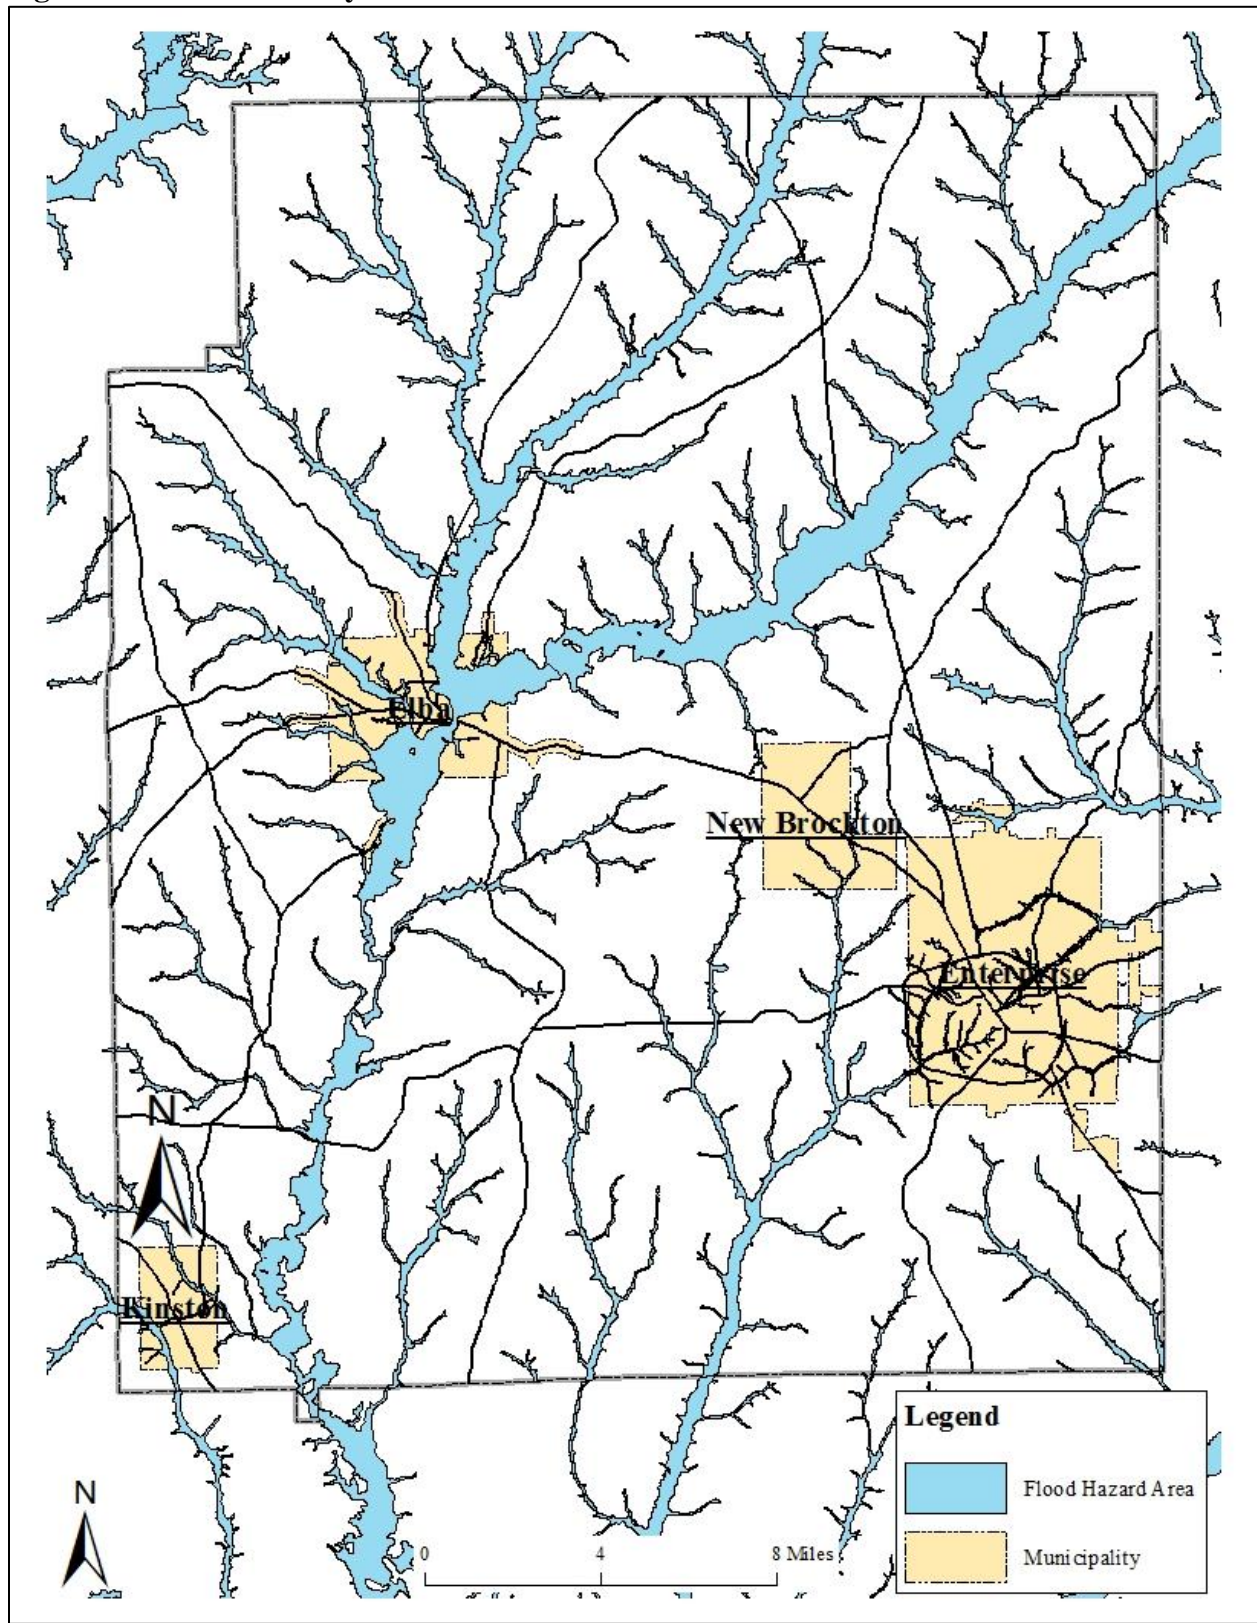 Elba
New Brockton
Enterprise
N
Kinston
Legend
Flood Hazard Area
Municipality
N
0 4 8 Miles